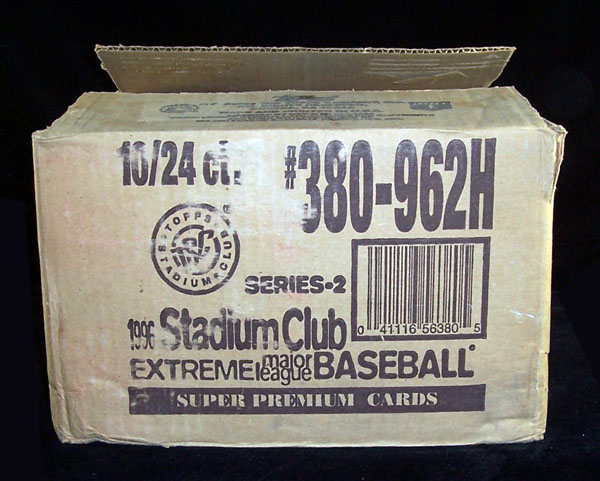 10/24 ct.
#380-962H
TOPPS
STADIUM CLUB
SERIES-2
0 41116 56380 5
1996 Stadium Club
EXTREME major league BASEBALL
SUPER PREMIUM CARDS